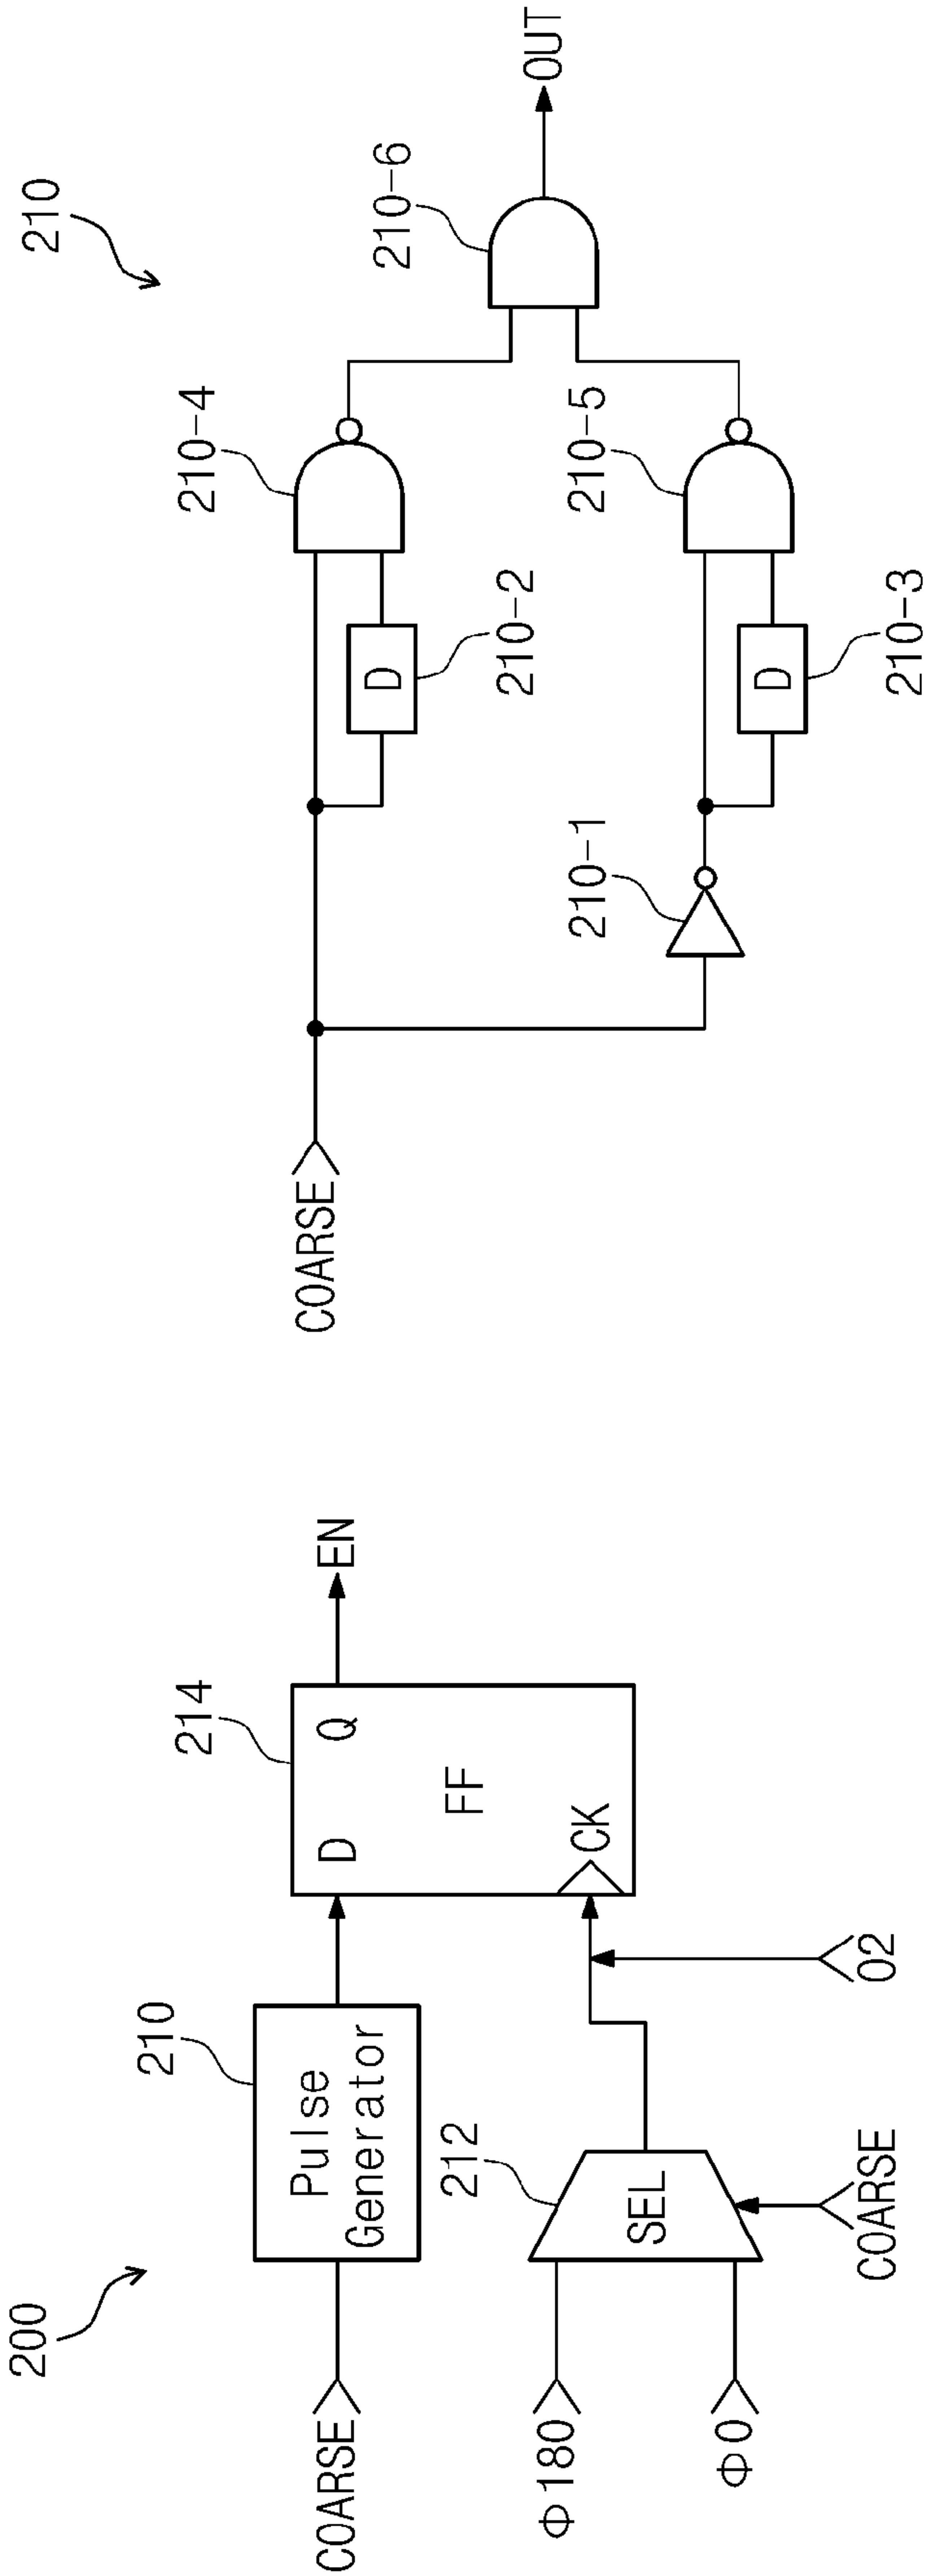 200
COARSE
210
Pulse
Generator
Φ180
Φ0
212
SEL
COARSE
O2
214
D
Q
FF
CK
EN
210
COARSE
210-1
D
210-2
D
210-3
210-4
210-5
210-6
OUT